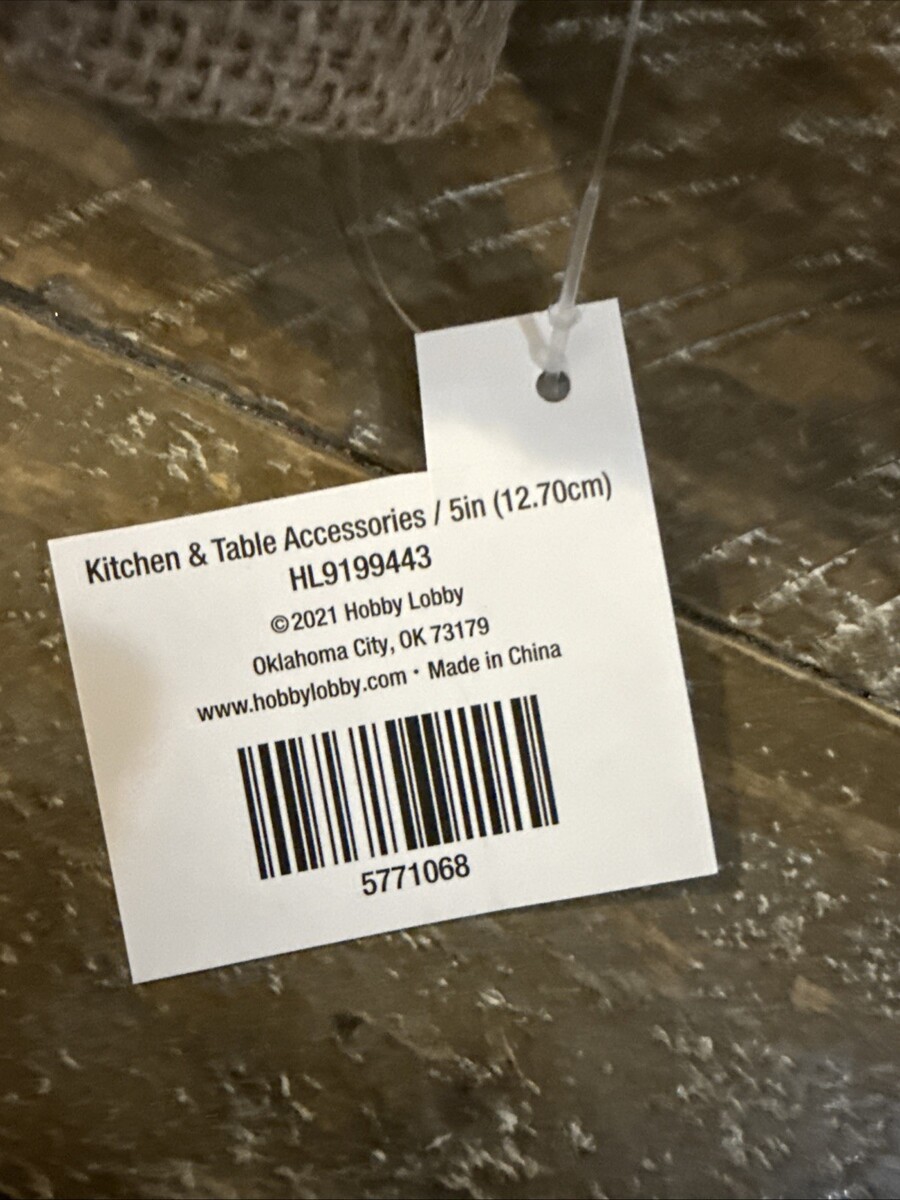 Kitchen & Table Accessories / 5in (12.70cm)
HL9199443
©2021 Hobby Lobby
Oklahoma City, OK 73179
www.hobbylobby.com • Made in China
5771068